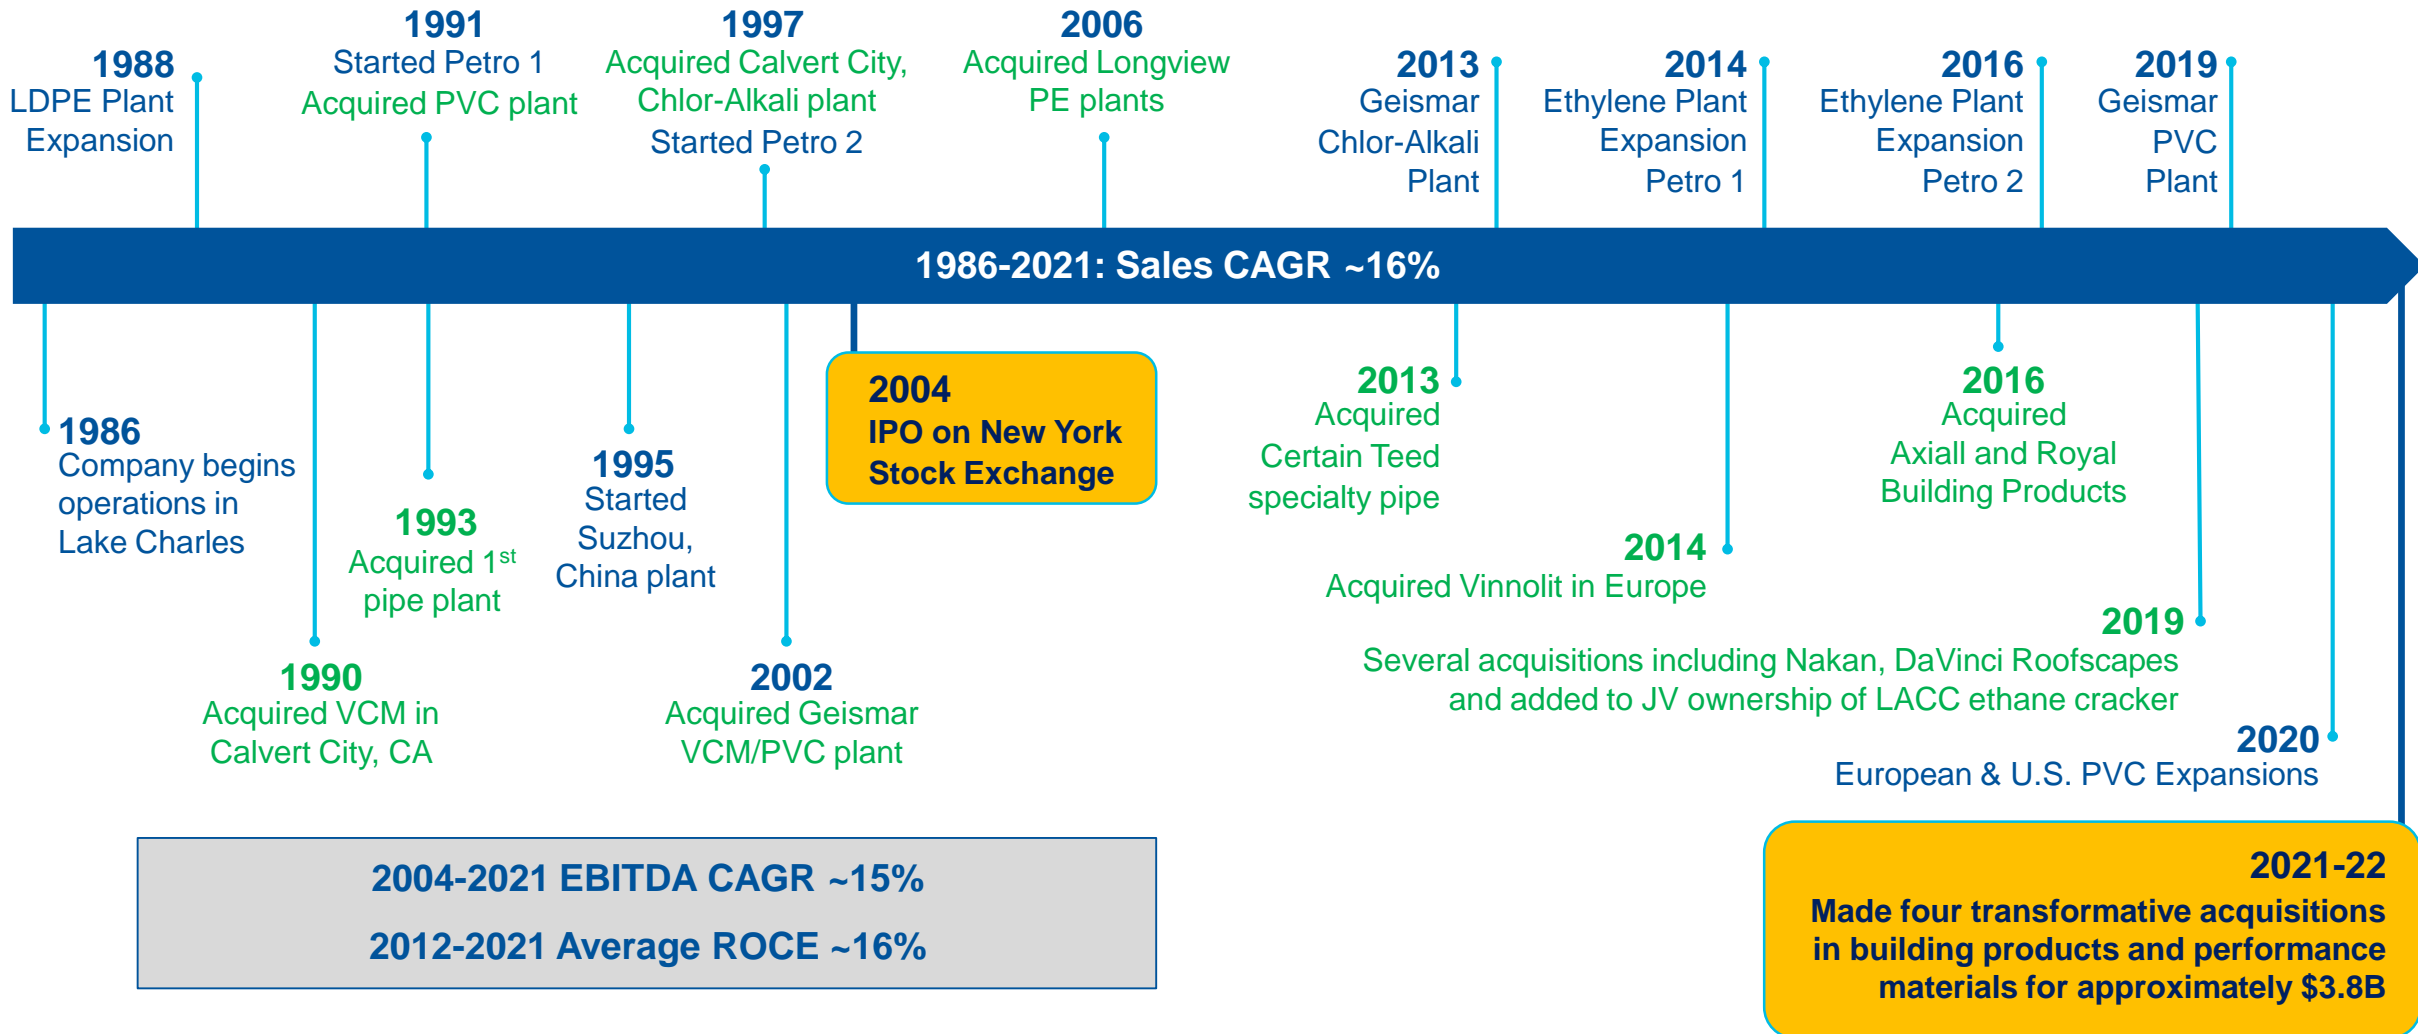 1988
LDPE Plant
Expansion
1991
Started Petro 1
Acquired PVC plant
1997
Acquired Calvert City,
Chlor-Alkali plant
Started Petro 2
2006
Acquired Longview
PE plants
2013
Geismar
Chlor-Alkali
Plant
2014
Ethylene Plant
Expansion
Petro 1
2016
Ethylene Plant
Expansion
Petro 2
2019
Geismar
PVC
Plant
1986-2021: Sales CAGR ~16%
1986
Company begins
operations in
Lake Charles
1990
Acquired VCM in
Calvert City, CA
1993
Acquired 1st
pipe plant
1995
Started
Suzhou,
China plant
2002
Acquired Geismar
VCM/PVC plant
2004
IPO on New York
Stock Exchange
2013
Acquired
Certain Teed
specialty pipe
2014
Acquired Vinnolit in Europe
2016
Acquired
Axiall and Royal
Building Products
2019
Several acquisitions including Nakan, DaVinci Roofscapes
and added to JV ownership of LACC ethane cracker
2020
European & U.S. PVC Expansions
2004-2021 EBITDA CAGR ~15%
2012-2021 Average ROCE ~16%
2021-22
Made four transformative acquisitions
in building products and performance
materials for approximately $3.8B